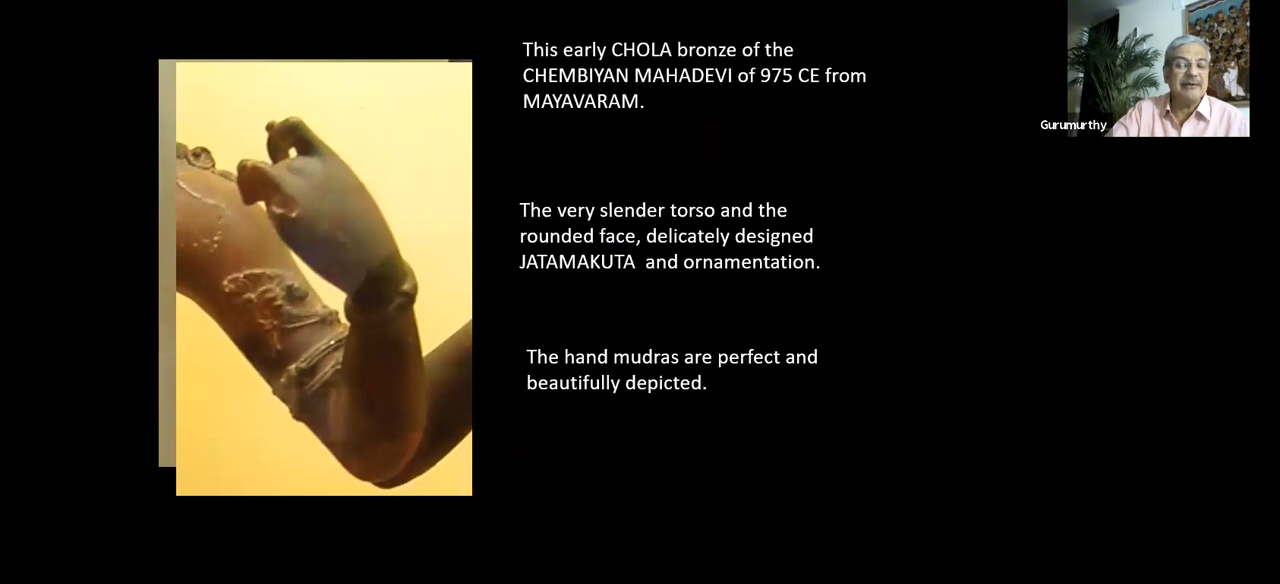 This early CHOLA bronze of the
CHEMBIYAN MAHADEVI of 975 CE from
MAYAVARAM.
The very slender torso and the
rounded face, delicately designed
JATAMAKUTA and ornamentation.
The hand mudras are perfect and
beautifully depicted.
Gurumurthy